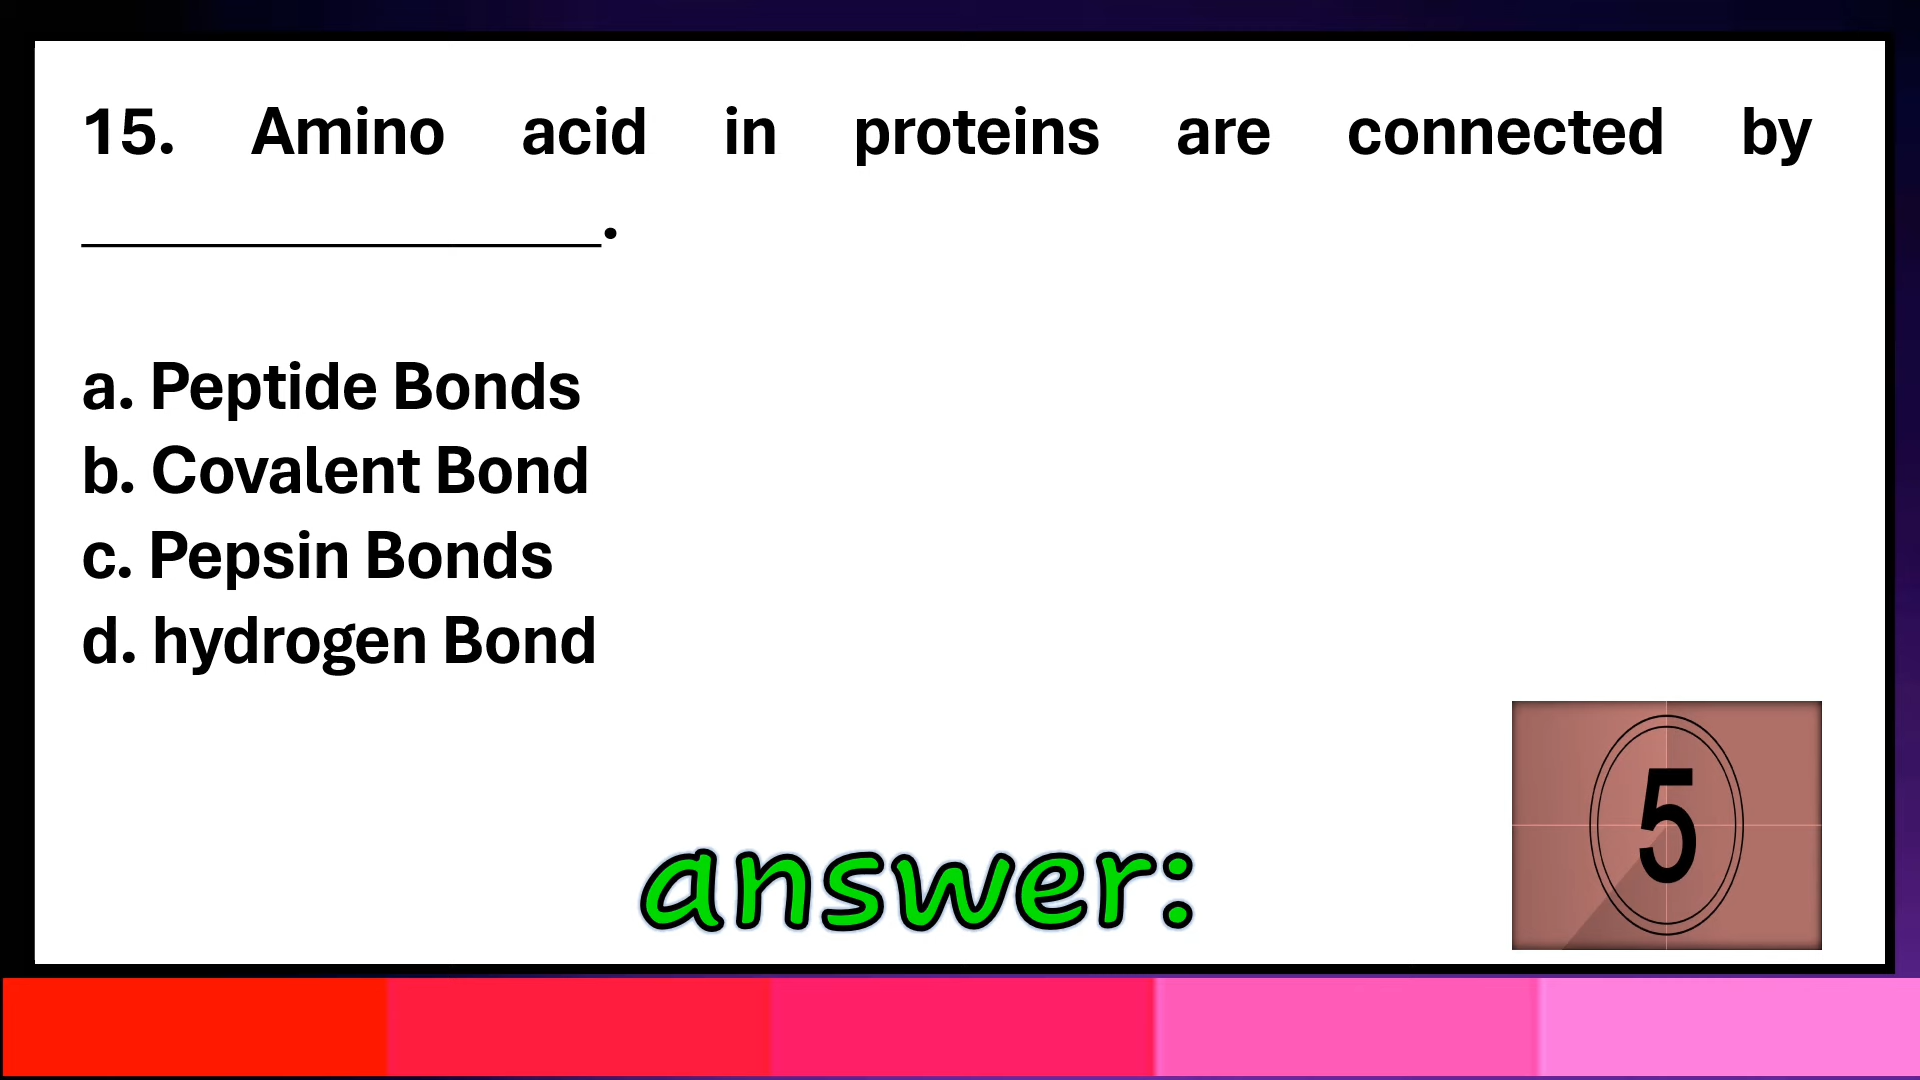 15. Amino acid in proteins are connected by
________________.
a. Peptide Bonds
b. Covalent Bond
c. Pepsin Bonds
d. hydrogen Bond
answer:
5